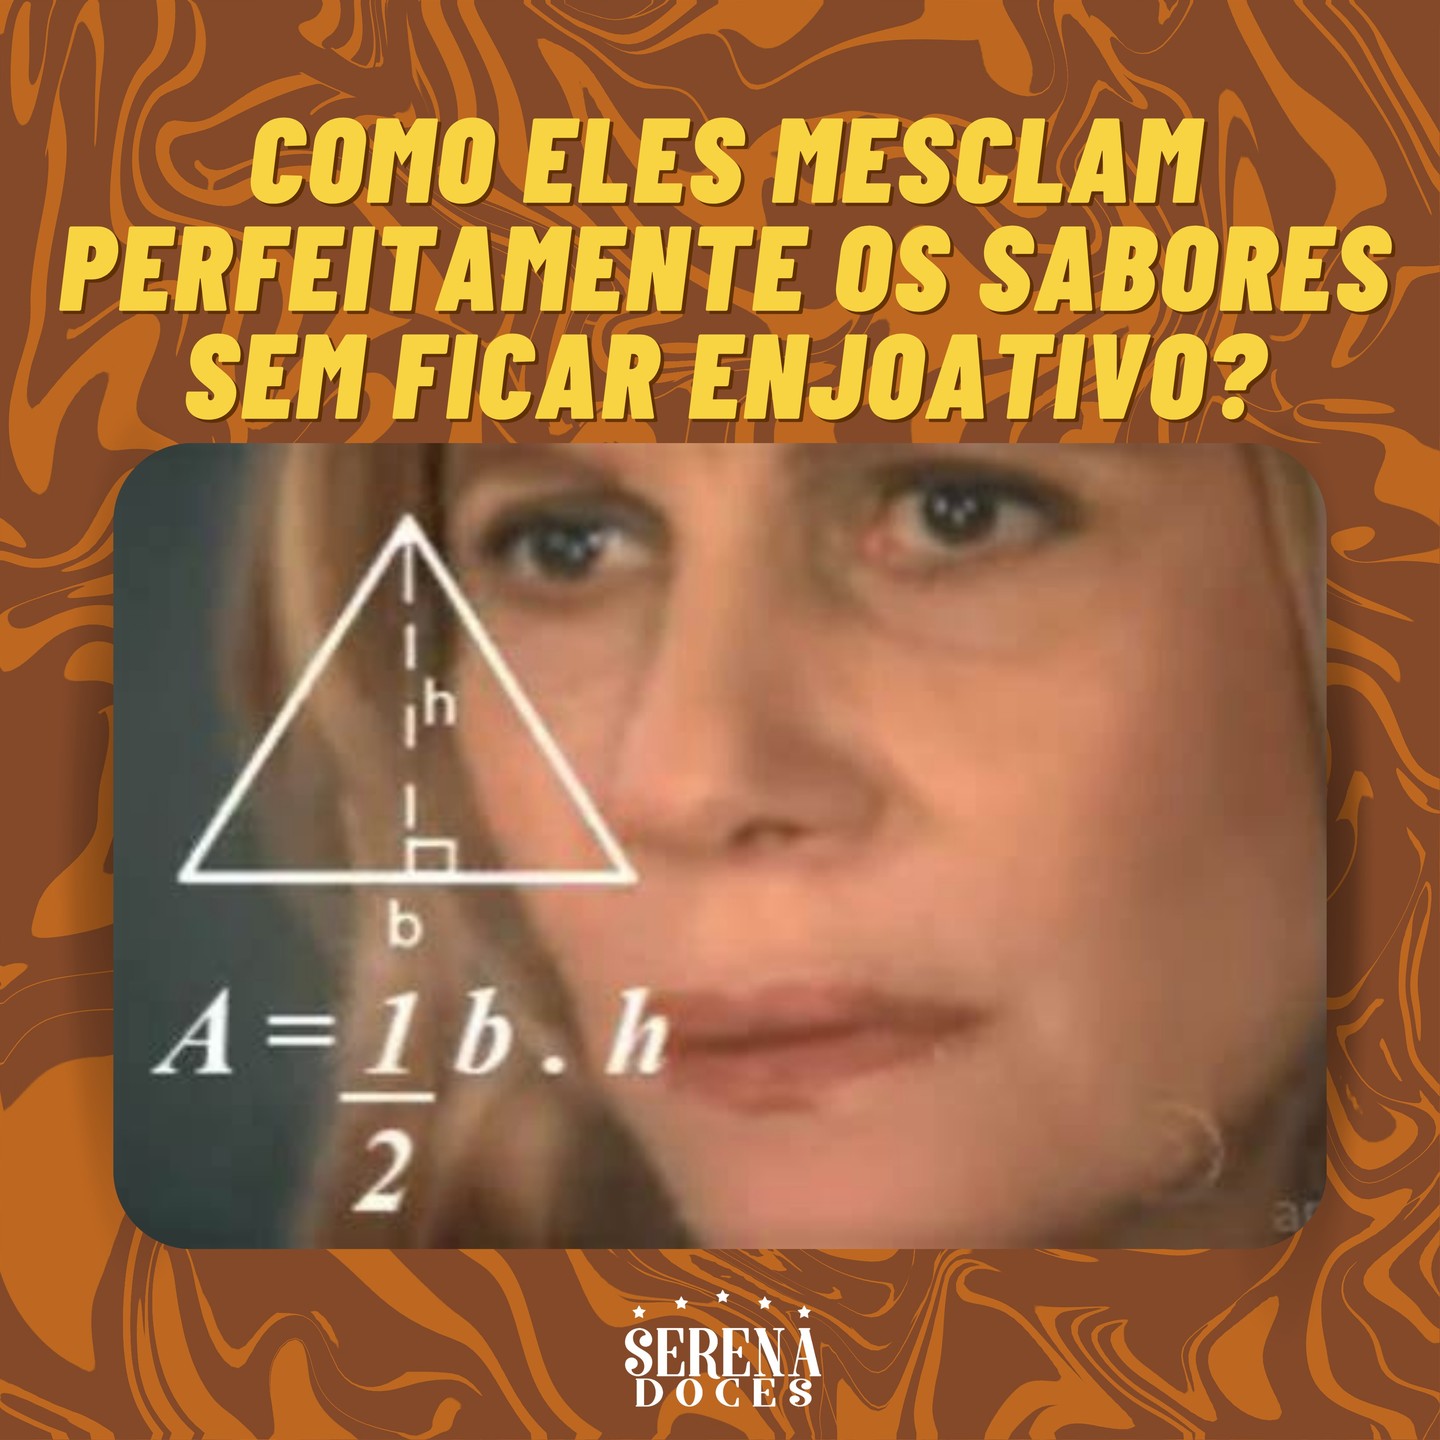 COMO ELES MESCLAM
PERFEITAMENTE OS SABORES
SEM FICAR ENJOATIVO?
h
b
A = 1 b . h
2
SERENA
DOCES